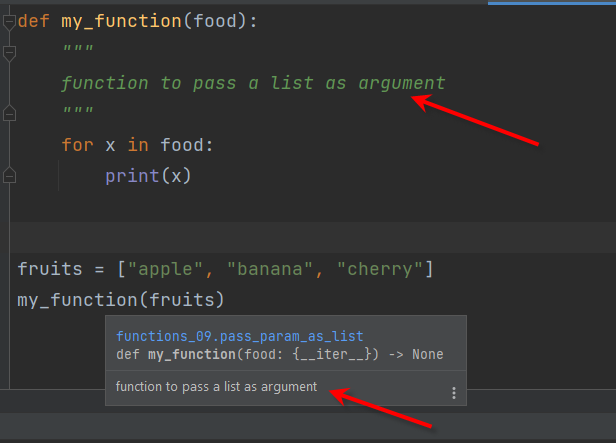 def my_function(food):
    """
    function to pass a list as argument
    """
    for x in food:
        print(x)
fruits = ["apple", "banana", "cherry"]
my_function(fruits)
functions_09.pass_param_as_list
def my_function(food: {__iter__}) -> None
function to pass a list as argument